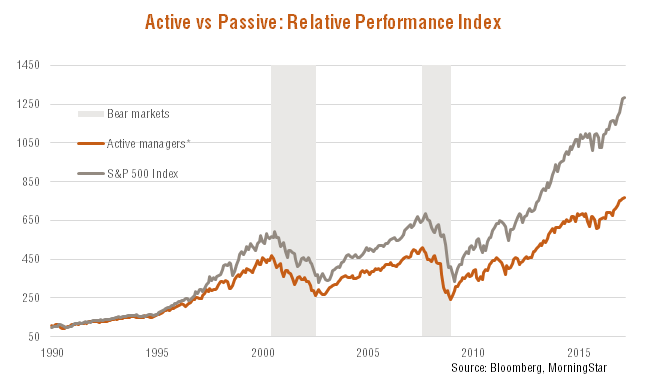 Active vs Passive: Relative Performance Index
1450
1250
1050
850
650
450
250
50
Bear markets
Active managers*
S&P 500 Index
1990 1995 2000 2005 2010 2015
Source: Bloomberg, MorningStar